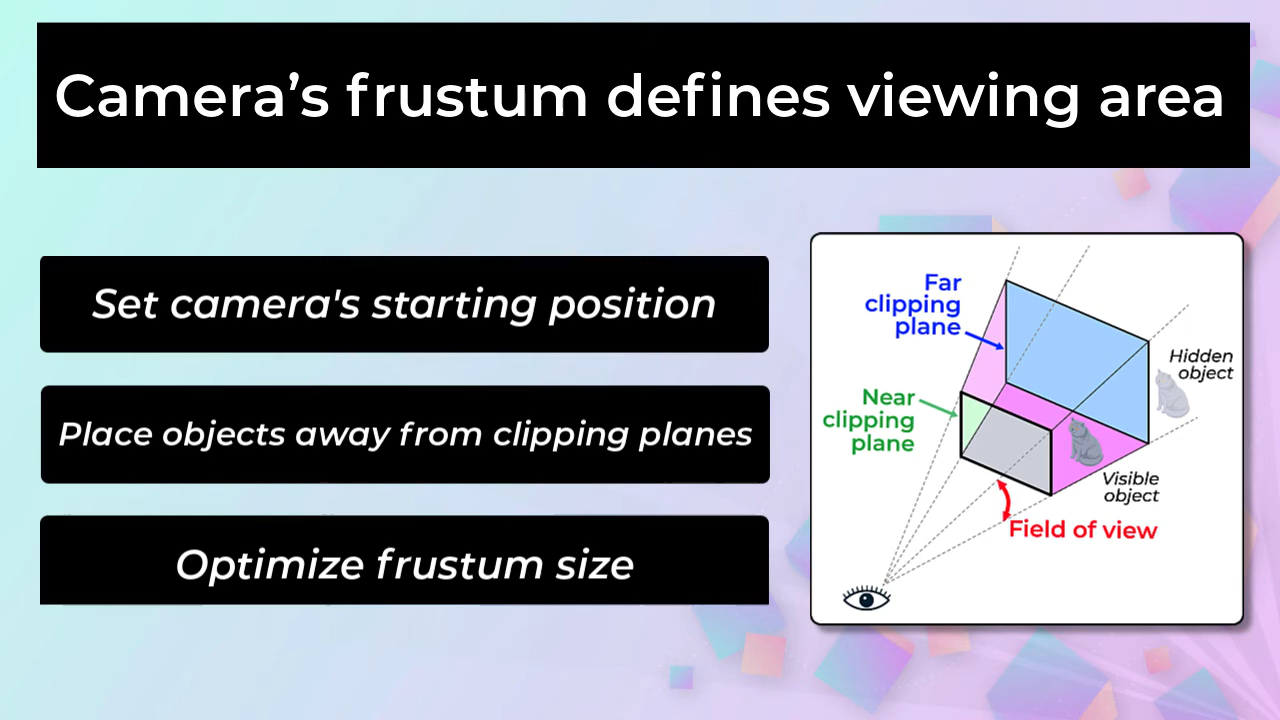 Camera’s frustum defines viewing area
Set camera's starting position
Place objects away from clipping planes
Optimize frustum size
Far
clipping
plane
Near
clipping
plane
Hidden
object
Visible
object
Field of view